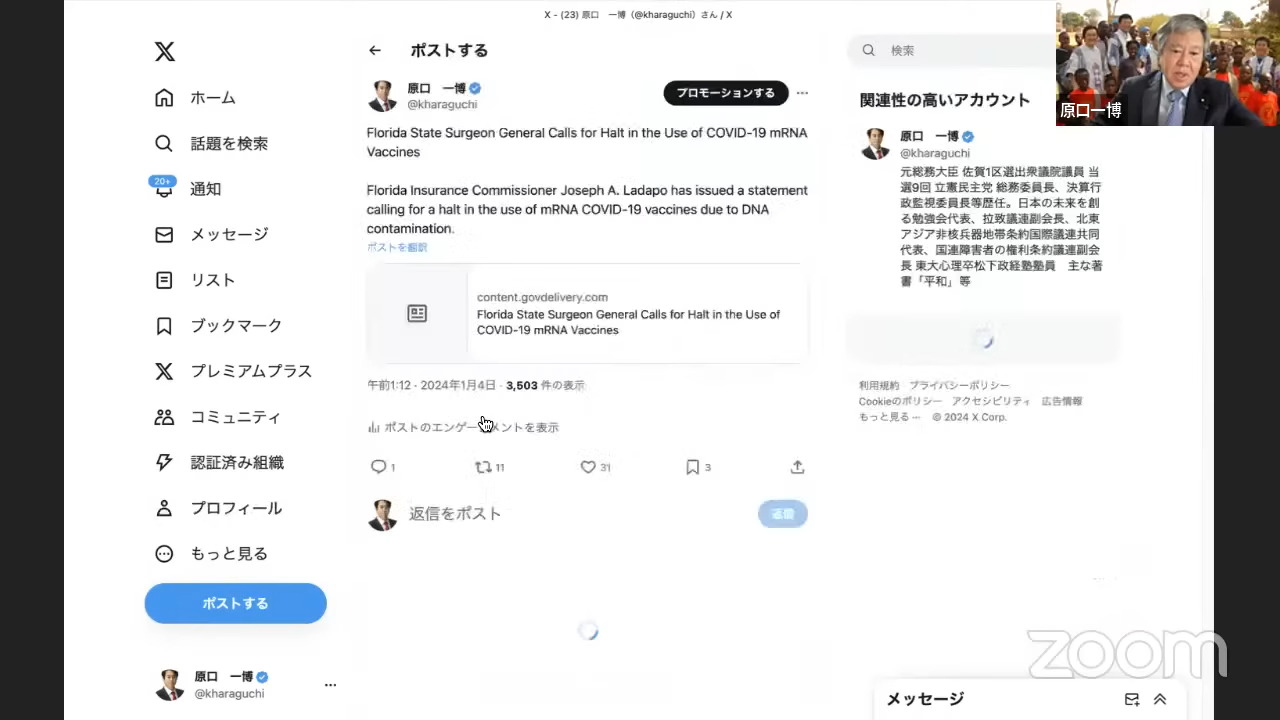 X - (23) 原口　一博（@kharaguchi）さん / X
ホーム
話題を検索
20+
通知
メッセージ
リスト
ブックマーク
プレミアムプラス
コミュニティ
認証済み組織
プロフィール
もっと見る
ポストする
原口　一博
@kharaguchi
ポストする
原口　一博
@kharaguchi
プロモーションする
Florida State Surgeon General Calls for Halt in the Use of COVID-19 mRNA
Vaccines
Florida Insurance Commissioner Joseph A. Ladapo has issued a statement
calling for a halt in the use of mRNA COVID-19 vaccines due to DNA
contamination.
ポストを翻訳
content.govdelivery.com
Florida State Surgeon General Calls for Halt in the Use of
COVID-19 mRNA Vaccines
午前1:12 · 2024年1月4日 · 3,503 件の表示
ポストのエンゲージメントを表示
1
11
31
3
返信をポスト
返信
検索
関連性の高いアカウント
原口　一博
@kharaguchi
元総務大臣 佐賀1区選出衆議院議員 当
選9回 立憲民主党 総務委員長、決算行
政監視委員長等歴任。日本の未来を創
る勉強会代表、拉致議連副会長、北東
アジア非核兵器地帯条約国際議連共同
代表、国連障害者の権利条約議連副会
長 東大心理卒松下政経塾塾員　主な著
書「平和」等
利用規約 プライバシーポリシー
Cookieのポリシー アクセシビリティ 広告情報
もっと見る ··· © 2024 X Corp.
原口一博
zoom
メッセージ